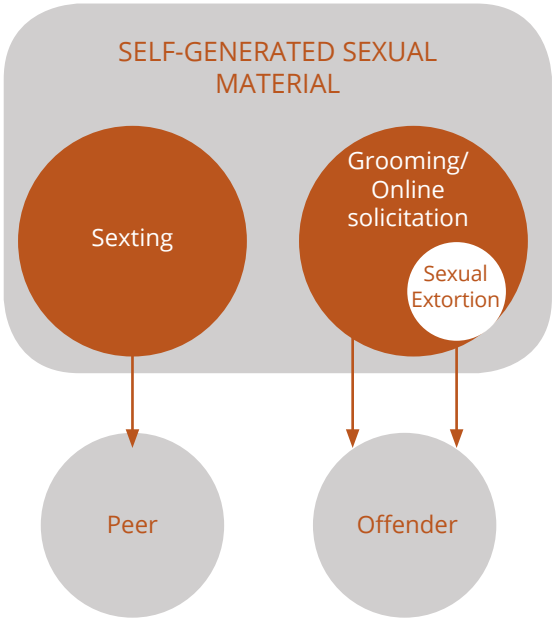 SELF-GENERATED SEXUAL
MATERIAL
Sexting
Grooming/
Online
solicitation
Sexual
Extortion
Peer
Offender